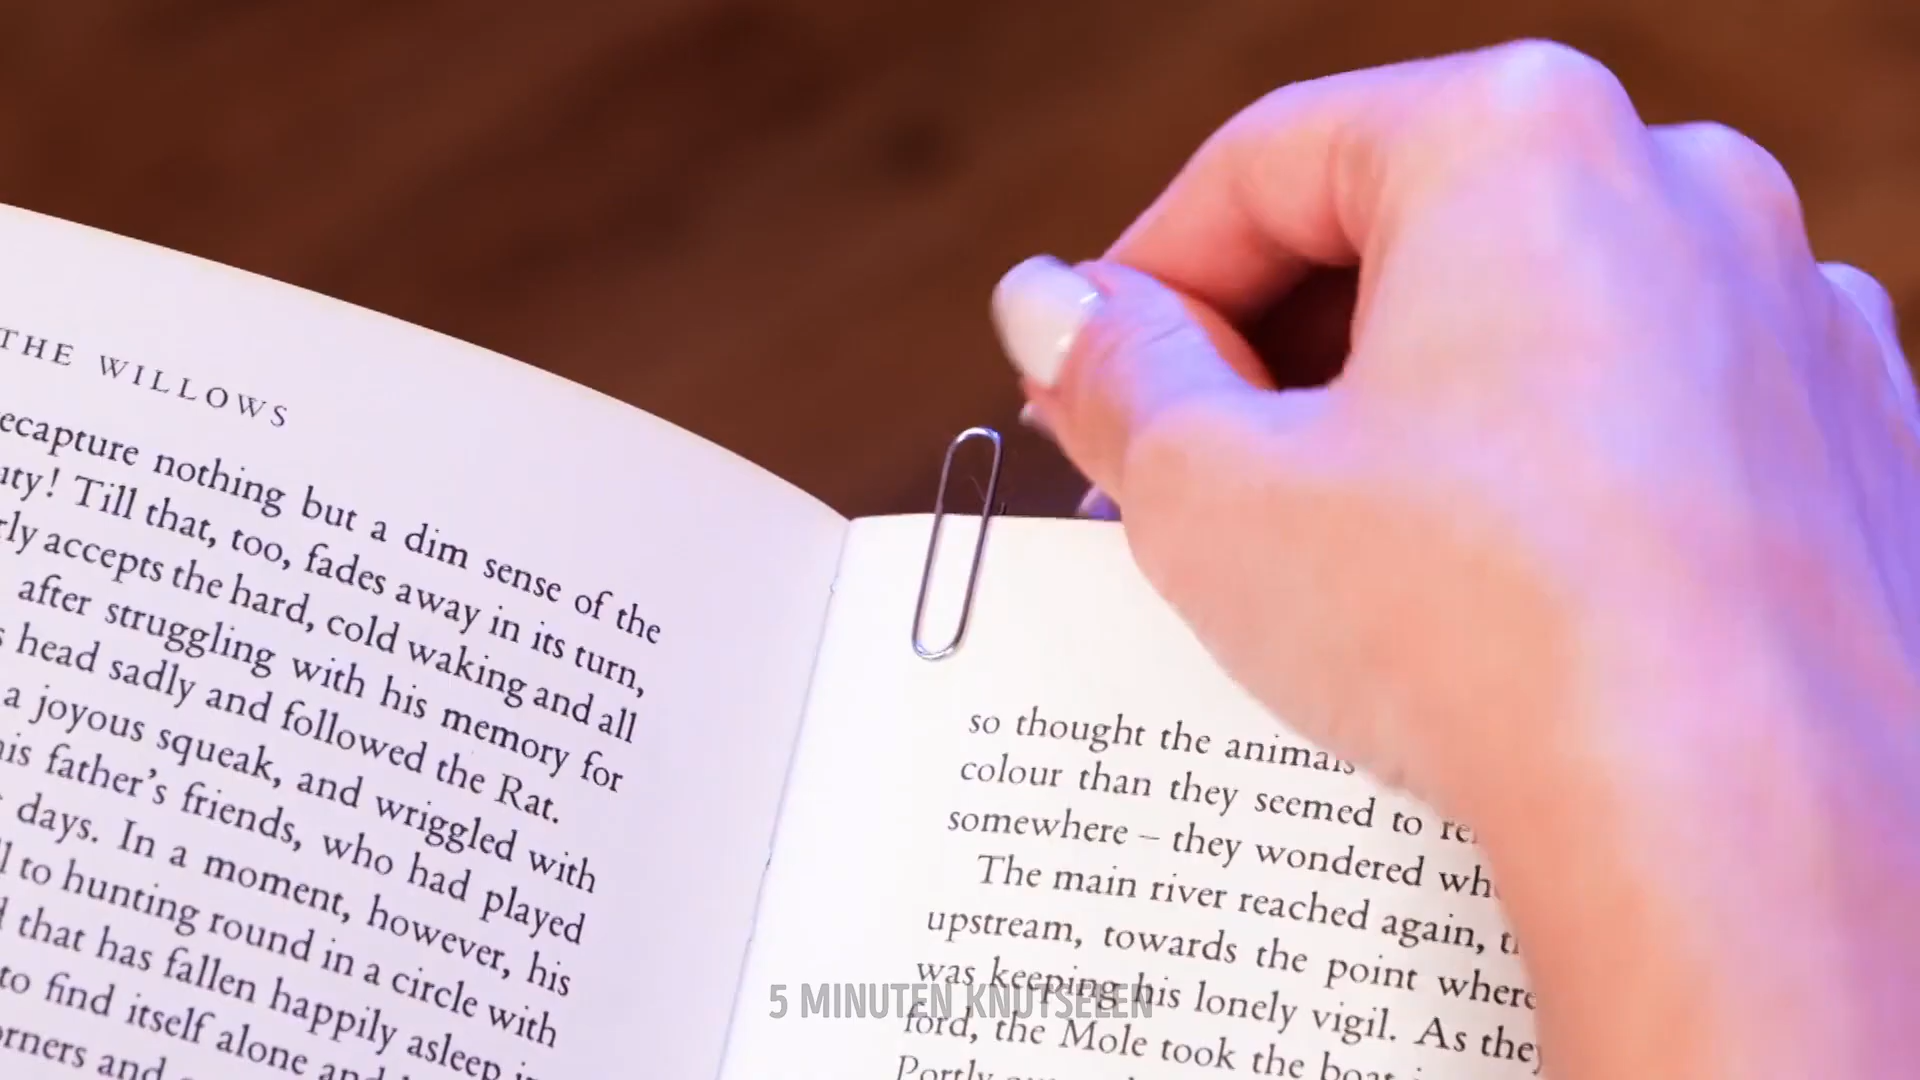 THE WILLOWS
ecapture nothing but a dim sense of the
uty! Till that, too, fades away in its turn,
rly accepts the hard, cold waking and all
after struggling with his memory for
s head sadly and followed the Rat.
a joyous squeak, and wriggled with
his father's friends, who had played
days. In a moment, however, his
l to hunting round in a circle with
that has fallen happily asleep
to find itself alone and
orners and
so thought the animals
colour than they seemed to
somewhere – they wondered
The main river reached again,
upstream, towards the point where
was keeping his lonely vigil. As they
ford, the Mole took the boat
Portly
5 MINUTEN KNUTSELEN